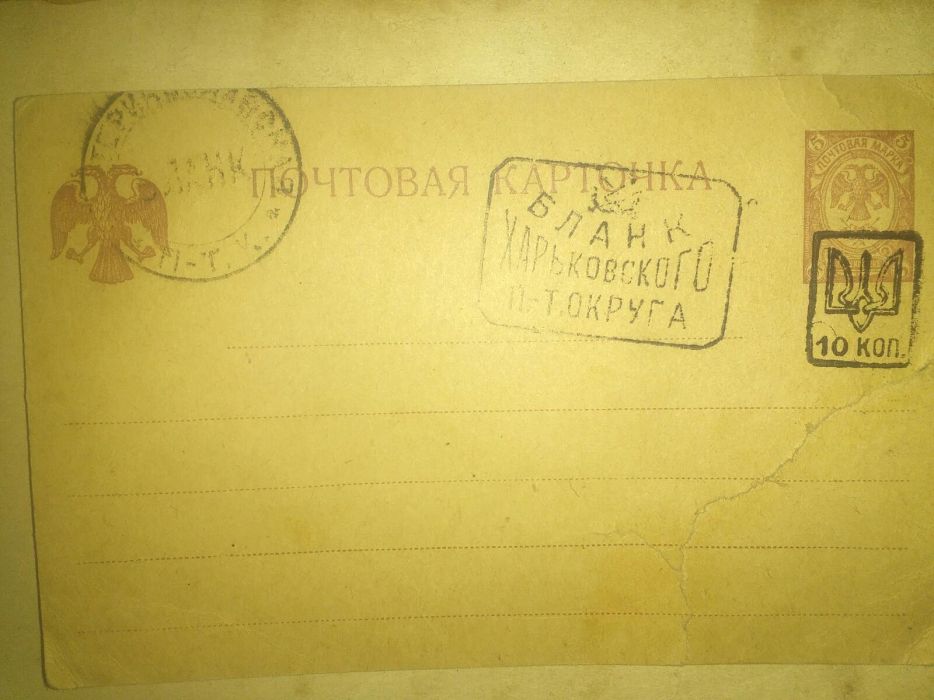 ПОЧТОВАЯ КАРТОЧКА
П-Т. У.
БЛАНК
ХАРЬКОВСКОГО
П-Т. ОКРУГА
5 5
ПОЧТОВАЯ МАРКА
10 КОП.